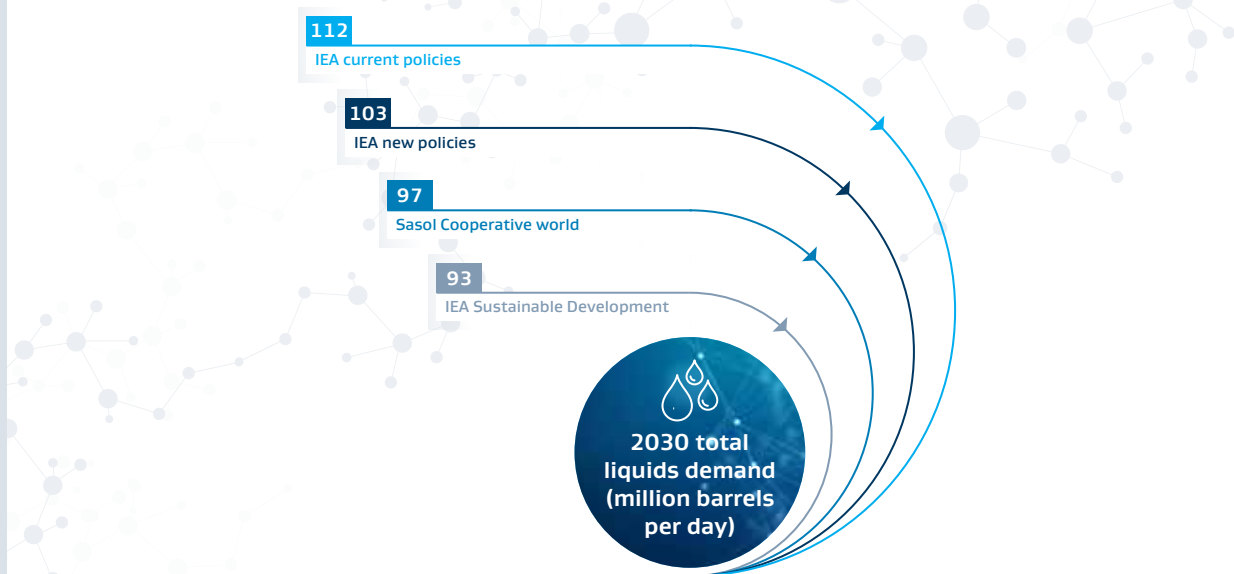 112
IEA current policies
103
IEA new policies
97
Sasol Cooperative world
93
IEA Sustainable Development
2030 total
liquids demand
(million barrels
per day)